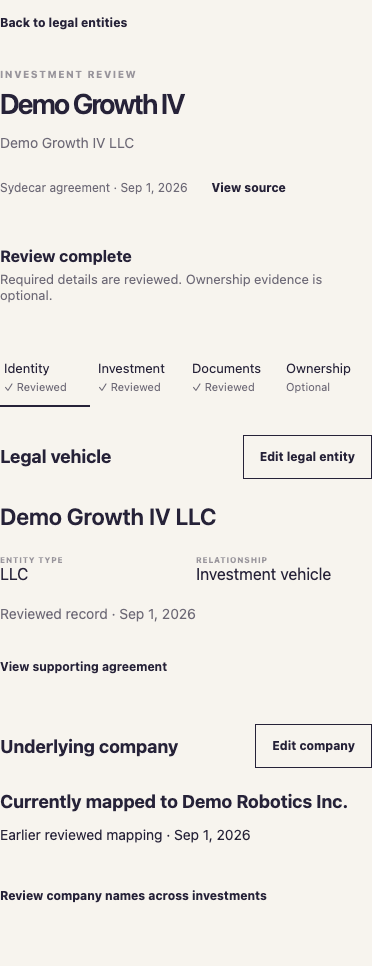 Back to legal entities
INVESTMENT REVIEW
Demo Growth IV
Demo Growth IV LLC
Sydecar agreement · Sep 1, 2026 View source
Review complete
Required details are reviewed. Ownership evidence is
optional.
Identity Investment Documents Ownership
✓ Reviewed ✓ Reviewed ✓ Reviewed Optional
Legal vehicle Edit legal entity
Demo Growth IV LLC
ENTITY TYPE RELATIONSHIP
LLC Investment vehicle
Reviewed record · Sep 1, 2026
View supporting agreement
Underlying company Edit company
Currently mapped to Demo Robotics Inc.
Earlier reviewed mapping · Sep 1, 2026
Review company names across investments